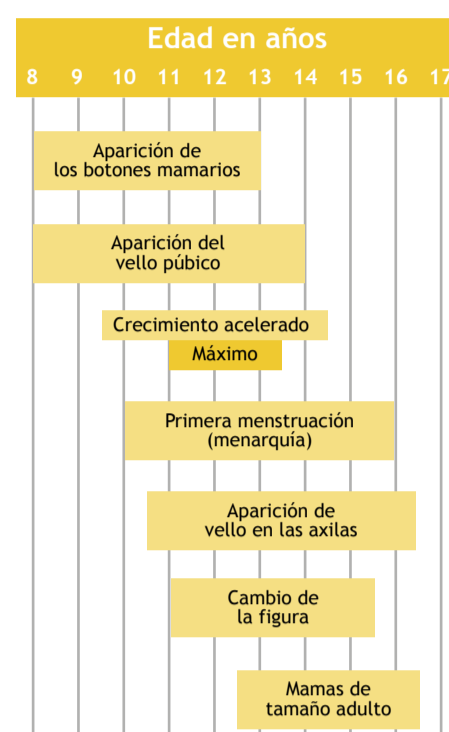 Edad en años
8 9 10 11 12 13 14 15 16 17
Aparición de
los botones mamarios
Aparición del
vello púbico
Crecimiento acelerado
Máximo
Primera menstruación
(menarquía)
Aparición de
vello en las axilas
Cambio de
la figura
Mamas de
tamaño adulto